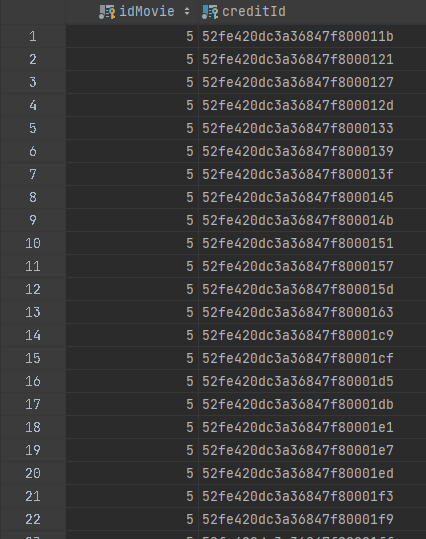 idMovie creditId
1 5 52fe420dc3a36847f800011b
2 5 52fe420dc3a36847f8000121
3 5 52fe420dc3a36847f8000127
4 5 52fe420dc3a36847f800012d
5 5 52fe420dc3a36847f8000133
6 5 52fe420dc3a36847f8000139
7 5 52fe420dc3a36847f800013f
8 5 52fe420dc3a36847f8000145
9 5 52fe420dc3a36847f800014b
10 5 52fe420dc3a36847f8000151
11 5 52fe420dc3a36847f8000157
12 5 52fe420dc3a36847f800015d
13 5 52fe420dc3a36847f8000163
14 5 52fe420dc3a36847f80001c9
15 5 52fe420dc3a36847f80001cf
16 5 52fe420dc3a36847f80001d5
17 5 52fe420dc3a36847f80001db
18 5 52fe420dc3a36847f80001e1
19 5 52fe420dc3a36847f80001e7
20 5 52fe420dc3a36847f80001ed
21 5 52fe420dc3a36847f80001f3
22 5 52fe420dc3a36847f80001f9